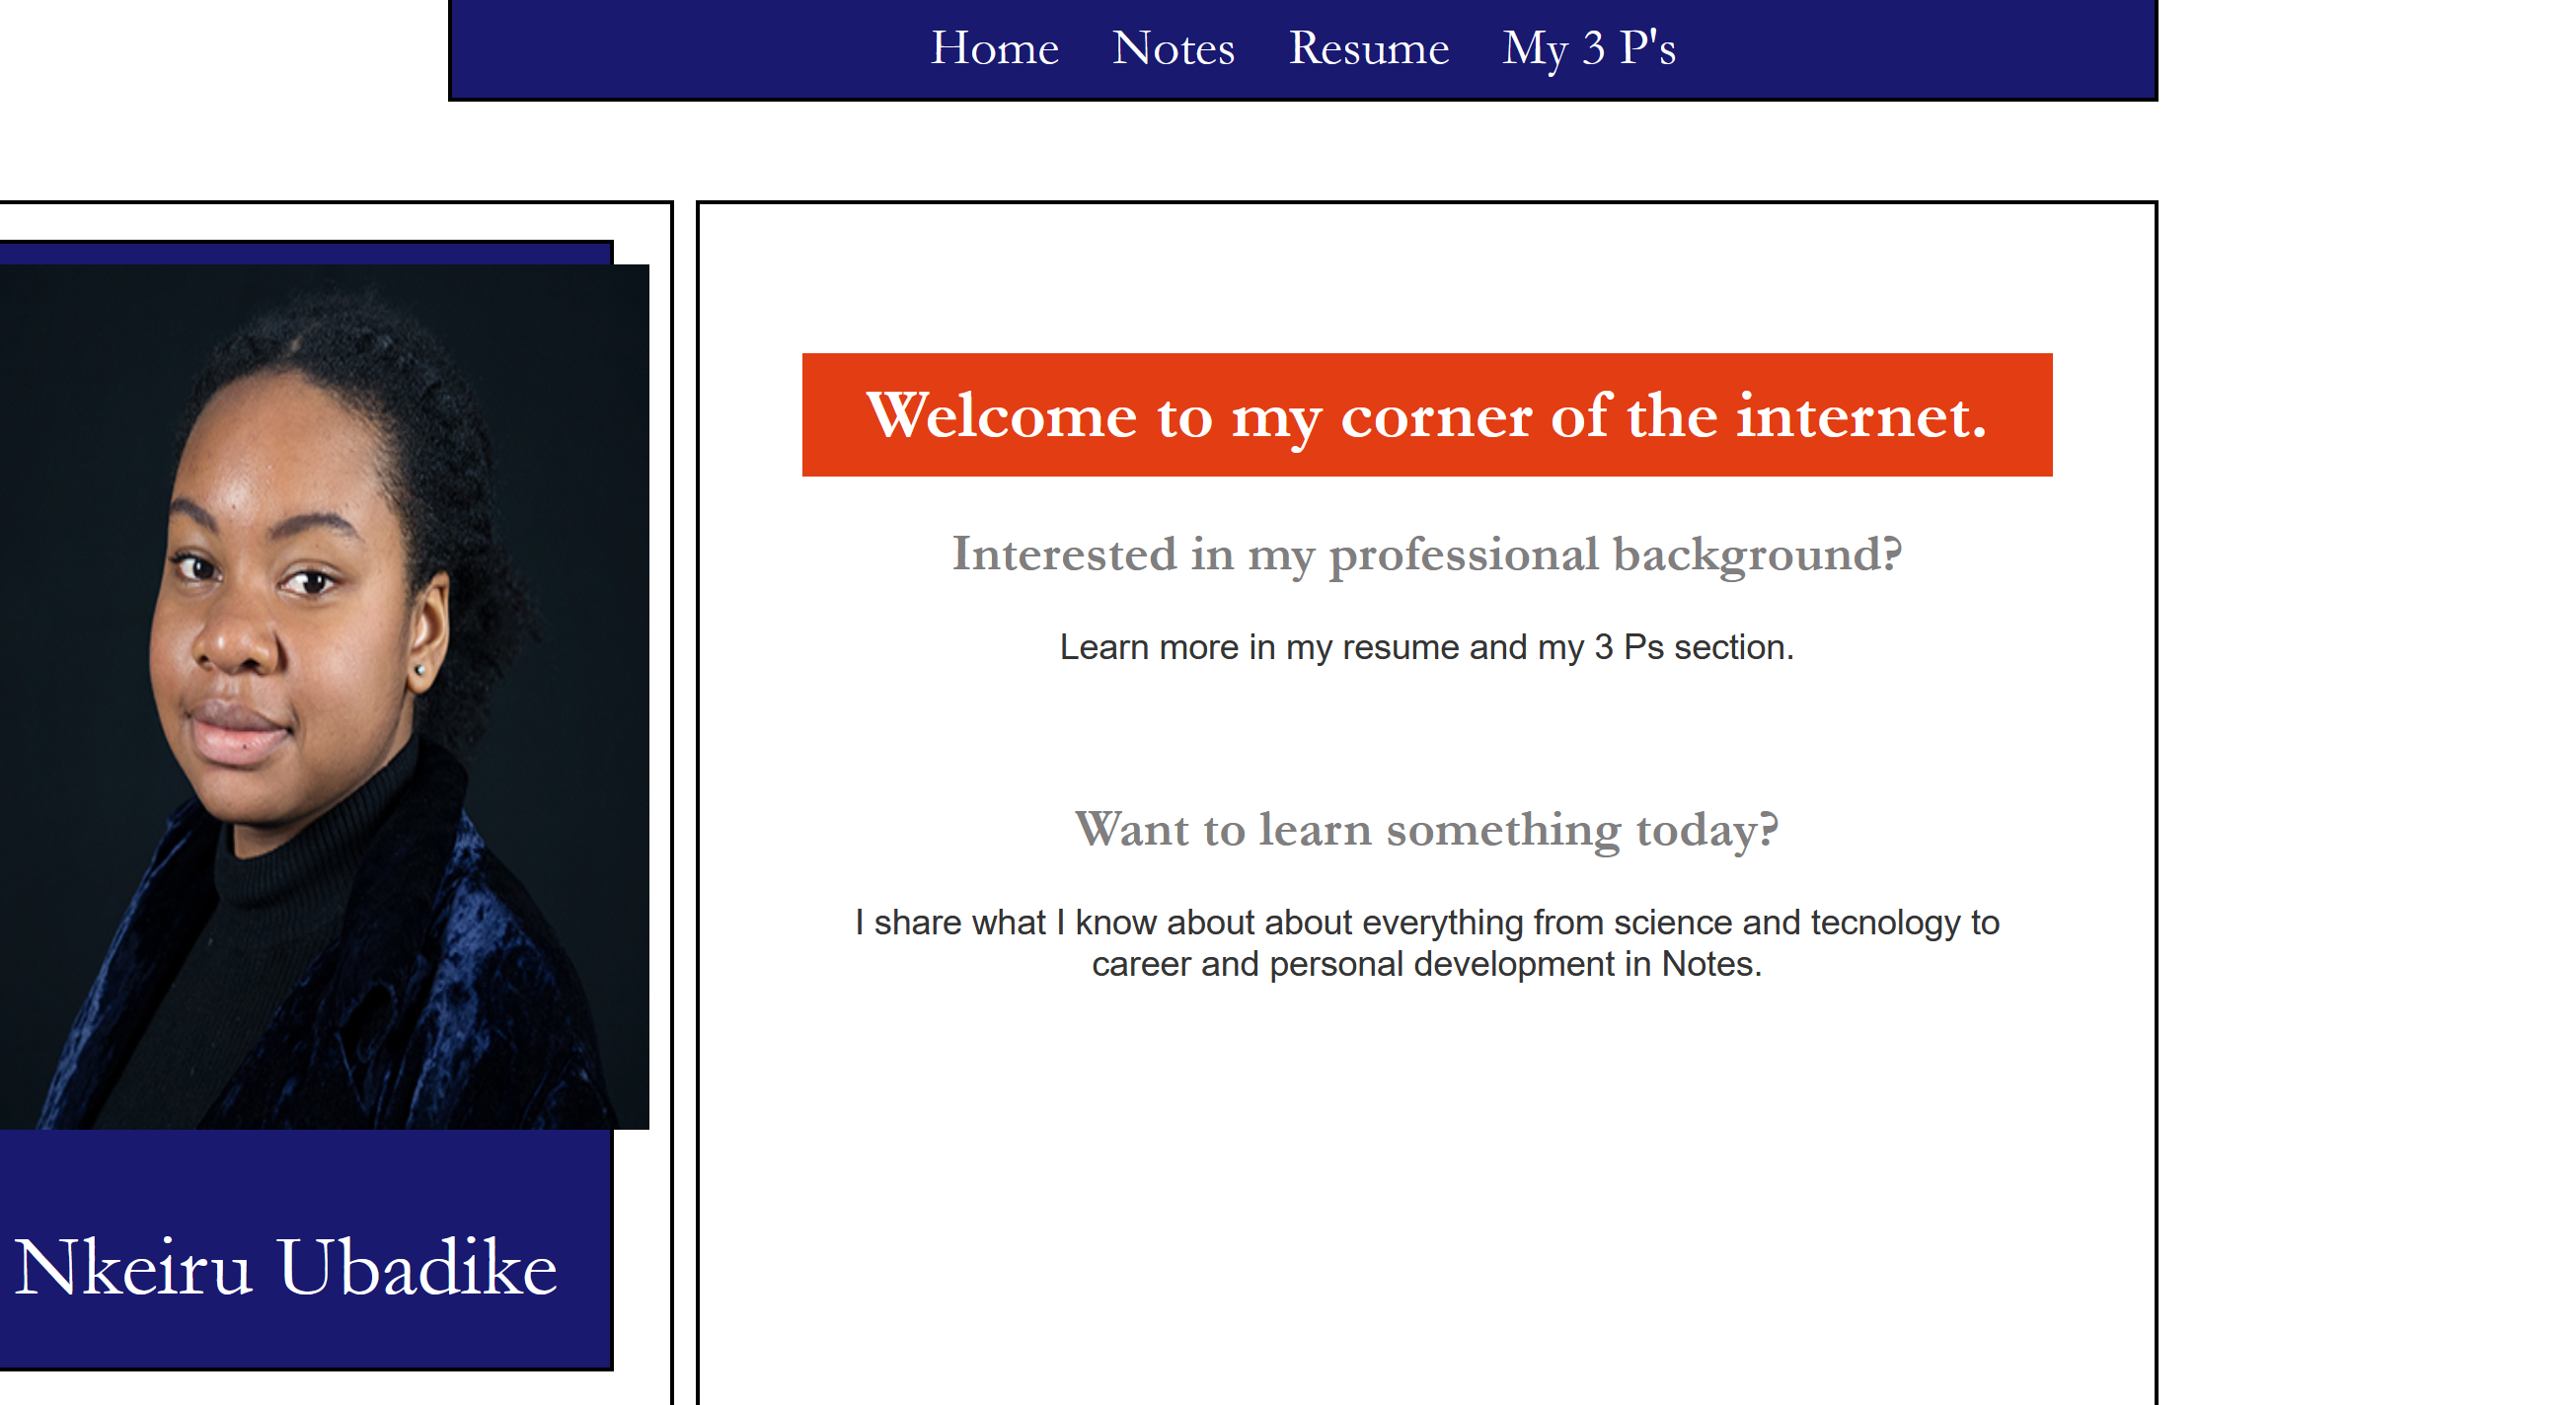 Home Notes Resume My 3 P's
Welcome to my corner of the internet.
Interested in my professional background?
Learn more in my resume and my 3 Ps section.
Want to learn something today?
I share what I know about about everything from science and tecnology to
career and personal development in Notes.
Nkeiru Ubadike